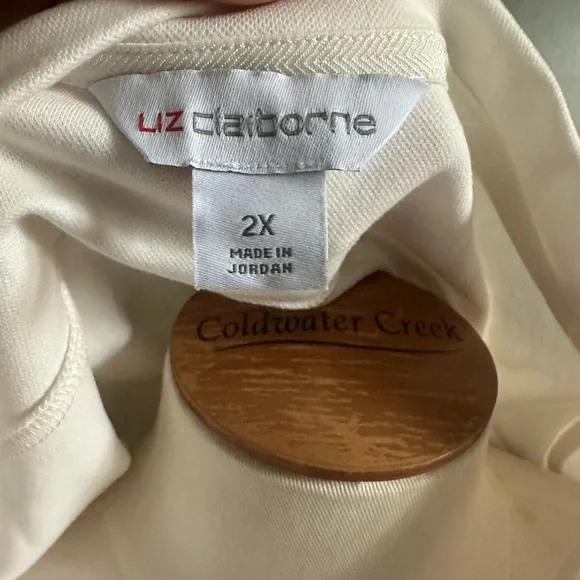 LIZ claiborne
2X
MADE IN
JORDAN
Coldwater Creek